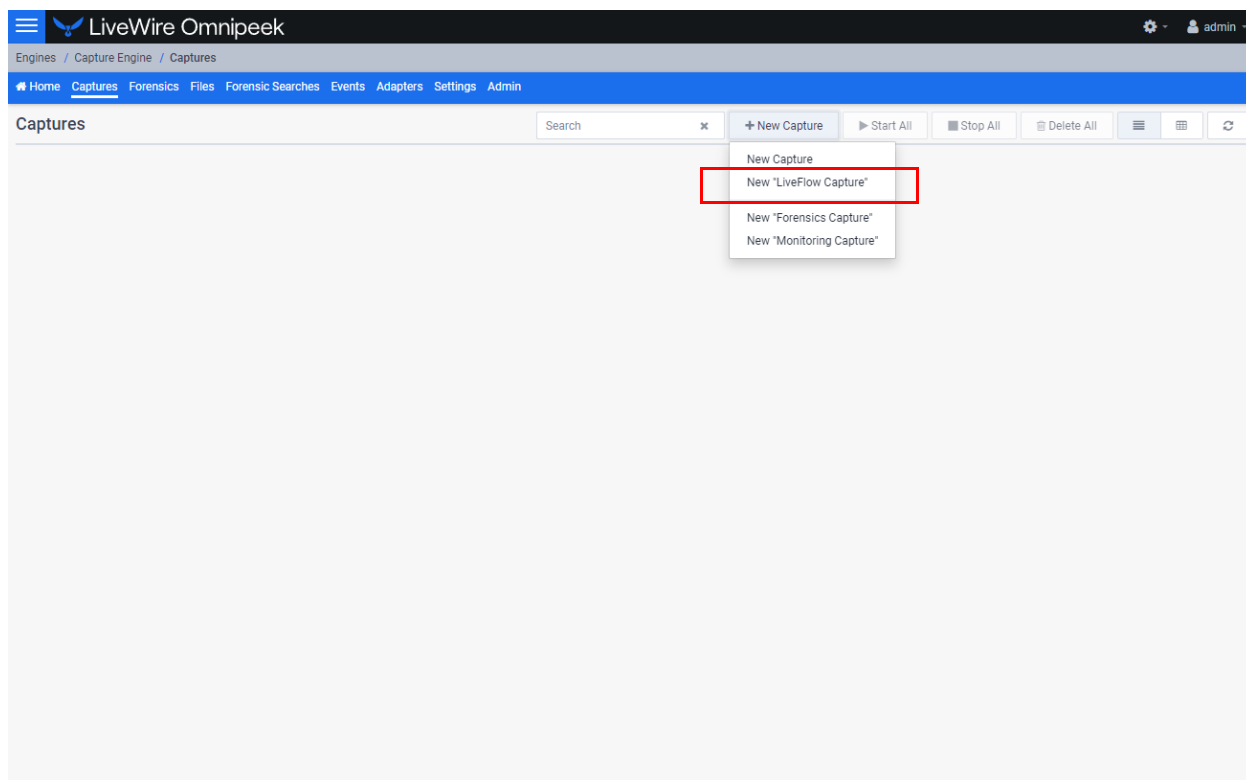 LiveWire Omnipeek
admin
Engines / Capture Engine / Captures
Home Captures Forensics Files Forensic Searches Events Adapters Settings Admin
Captures
Search
+ New Capture
Start All
Stop All
Delete All
New Capture
New "LiveFlow Capture"
New "Forensics Capture"
New "Monitoring Capture"